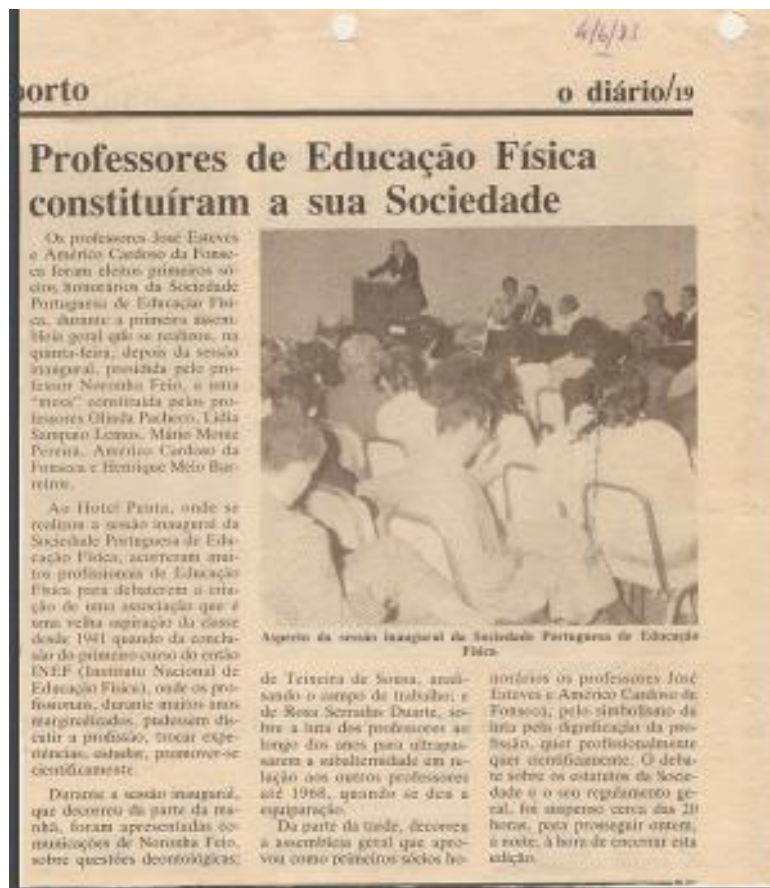 4/6/83
porto
o diário/19
Professores de Educação Física
constituíram a sua Sociedade
Os professores José Esteves
e Américo Cardoso da Fonse-
ca foram eleitos primeiros só-
cios honorários da Sociedade
Portuguesa de Educação Físi-
ca, durante a primeira assem-
bleia geral que se realizou, na
quinta-feira, depois da sessão
inaugural, presidida pelo pro-
fessor Noronha Feio, e uma
"mesa" constituída pelos pro-
fessores Olinda Pacheco, Lídia
Sampaio Lemos, Mário Moniz
Pereira, Américo Cardoso da
Fonseca e Henrique Melo Bar-
reiros.
Ao Hotel Penta, onde se
realizou a sessão inaugural da
Sociedade Portuguesa de Edu-
cação Física, acorreram mui-
tos profissionais de Educação
Física para debaterem a cria-
ção de uma associação que é
uma velha aspiração da classe
desde 1941 quando da conclu-
são do primeiro curso do então
INEF (Instituto Nacional de
Educação Física), onde os pro-
fissionais, durante muitos anos
marginalizados, pudessem dis-
cutir a profissão, trocar expe-
riências, estudar, promover-se
cientificamente.
Durante a sessão inaugural,
que decorreu da parte da ma-
nhã, foram apresentadas co-
municações de Noronha Feio,
sobre questões deontológicas;
Aspecto da sessão inaugural da Sociedade Portuguesa de Educação
Física
de Teixeira de Sousa, anali-
sando o campo de trabalho; e
de Rosa Serradas Duarte, so-
bre a luta dos professores ao
longo dos anos para ultrapas-
sarem a subalternidade em re-
lação aos outros professores
até 1968, quando se deu a
equiparação.
Da parte da tarde, decorreu
a assembleia geral que apro-
vou como primeiros sócios ho-
norários os professores José
Esteves e Américo Cardoso da
Fonseca, pelo simbolismo da
luta pela dignificação da pro-
fissão, quer profissionalmente
quer cientificamente. O deba-
te sobre os estatutos da Socie-
dade e o seu regulamento ge-
ral, foi suspenso cerca das 20
horas, para prosseguir ontem,
à noite, à hora de encerrar esta
edição.